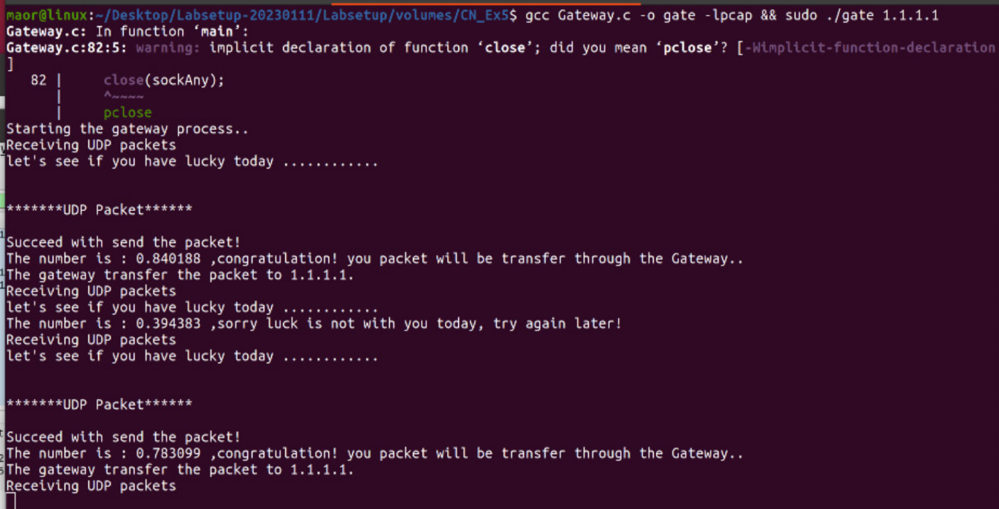 maor@linux:~/Desktop/Labsetup-20230111/Labsetup/volumes/CN_Ex5$ gcc Gateway.c -o gate -lpcap && sudo ./gate 1.1.1.1
Gateway.c: In function ‘main’:
Gateway.c:82:5: warning: implicit declaration of function ‘close’; did you mean ‘pclose’? [-Wimplicit-function-declaration
]
   82 |     close(sockAny);
      |     ^~~~~
      |     pclose
Starting the gateway process..
Receiving UDP packets
let's see if you have lucky today ............
*******UDP Packet******
Succeed with send the packet!
The number is : 0.840188 ,congratulation! you packet will be transfer through the Gateway..
The gateway transfer the packet to 1.1.1.1.
Receiving UDP packets
let's see if you have lucky today ............
The number is : 0.394383 ,sorry luck is not with you today, try again later!
Receiving UDP packets
let's see if you have lucky today ............
*******UDP Packet******
Succeed with send the packet!
The number is : 0.783099 ,congratulation! you packet will be transfer through the Gateway..
The gateway transfer the packet to 1.1.1.1.
Receiving UDP packets